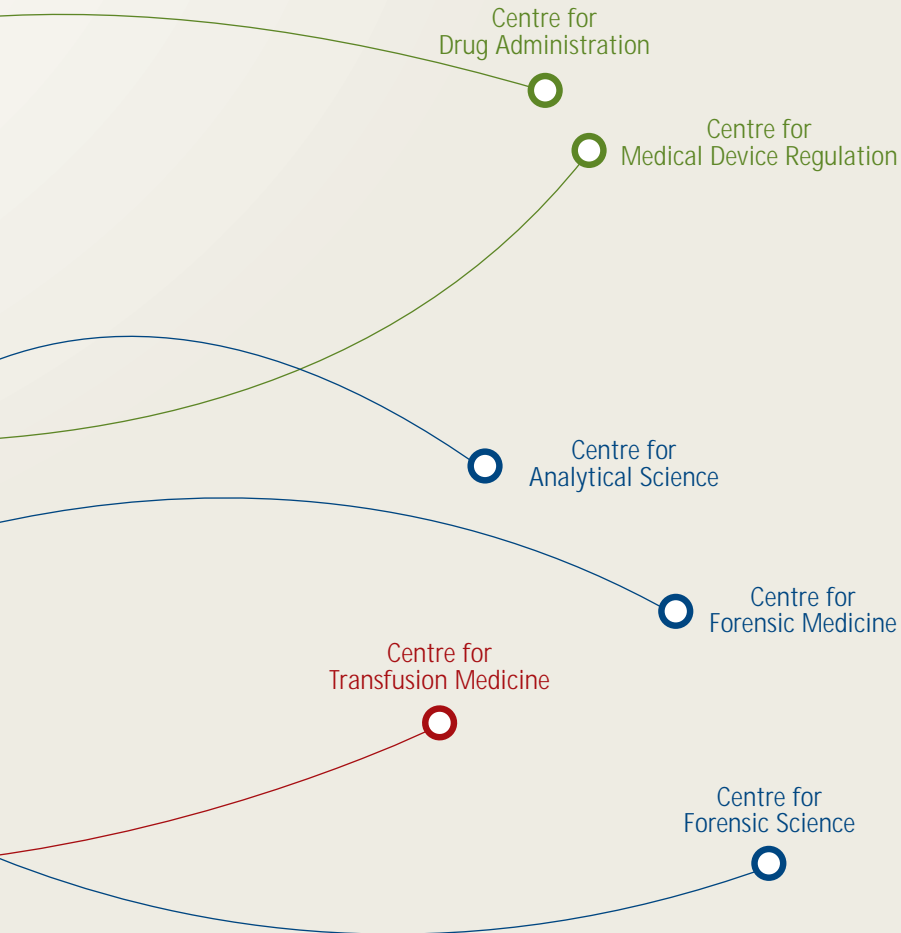 Centre for
Drug Administration
Centre for
Medical Device Regulation
Centre for
Analytical Science
Centre for
Forensic Medicine
Centre for
Transfusion Medicine
Centre for
Forensic Science